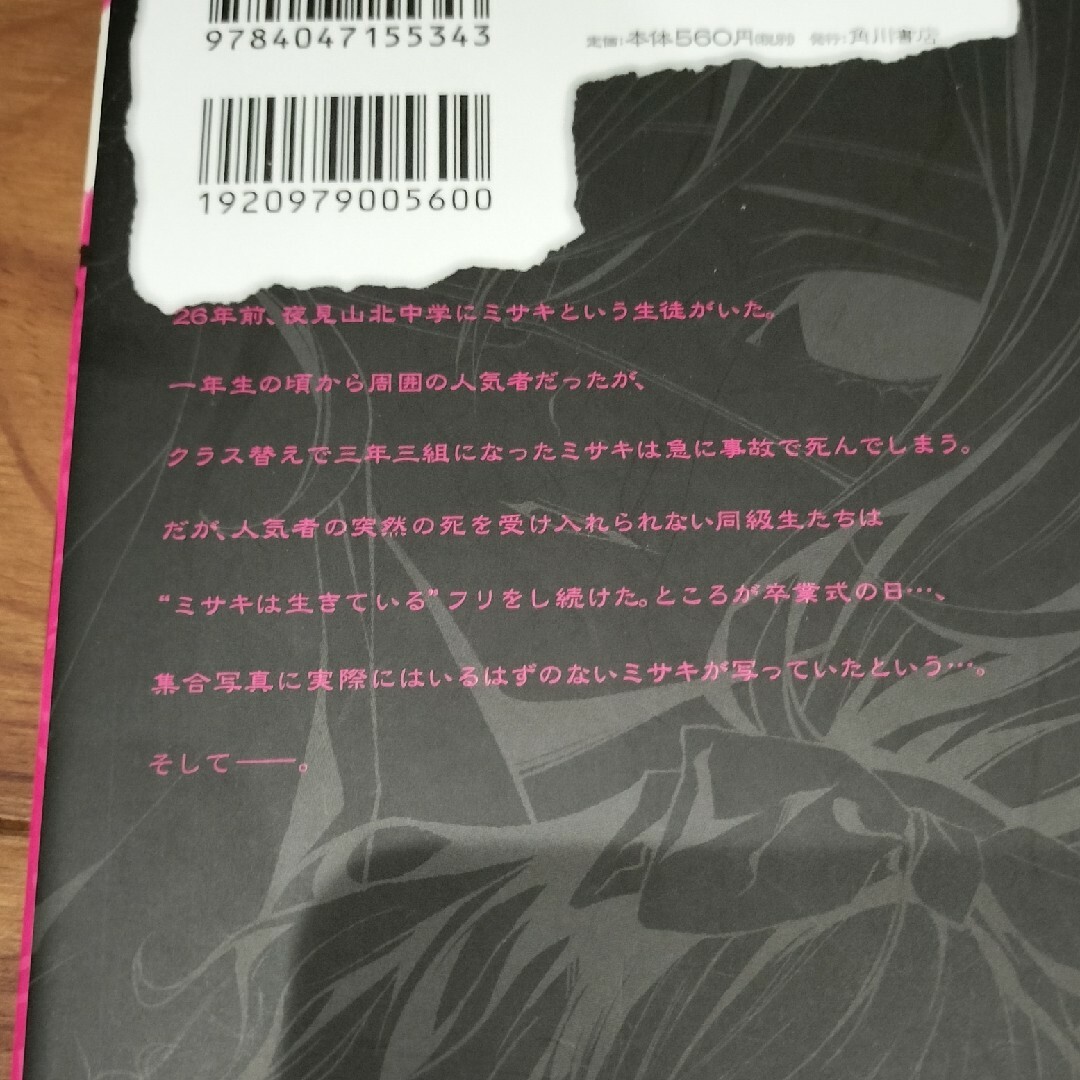 9784047155343
定価:本体560円(税別) 発行:角川書店
1920979005600
26年前、夜見山北中学にミサキという生徒がいた。
一年生の頃から周囲の人気者だったが、
クラス替えで三年三組になったミサキは急に事故で死んでしまう。
だが、人気者の突然の死を受け入れられない同級生たちは
“ミサキは生きている”フリをし続けた。ところが卒業式の日…、
集合写真に実際にはいるはずのないミサキが写っていたという…。
そして――。